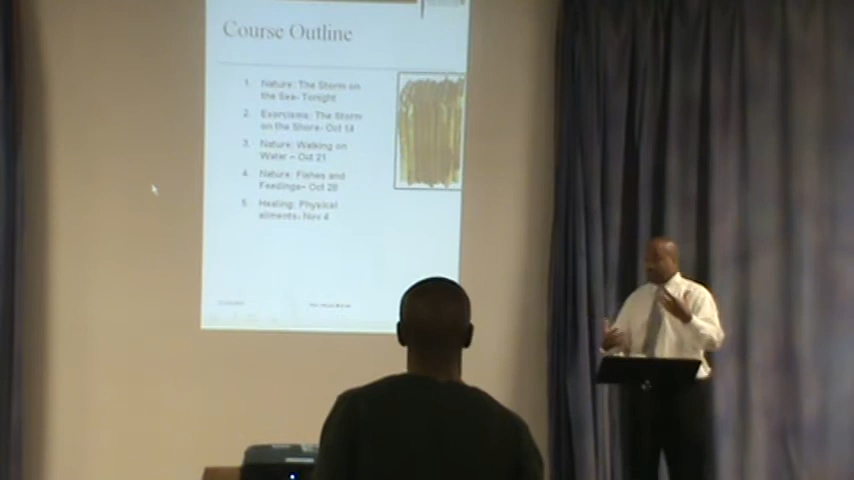 Course Outline
1. Nature: The Storm on
the Sea- Tonight
2. Exorcisms: The Storm
on the Shore- Oct 14
3. Nature: Walking on
Water – Oct 21
4. Nature: Fishes and
Feedings– Oct 28
5. Healing: Physical
ailments- Nov 4